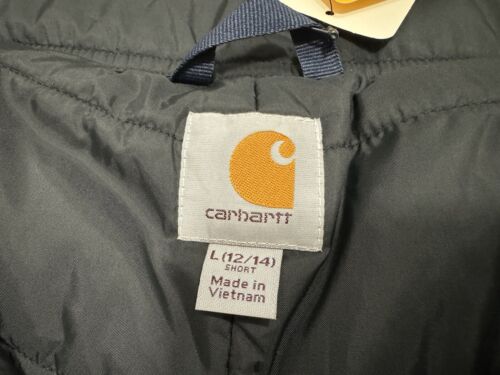 carhartt
L (12/14)
SHORT
Made in
Vietnam